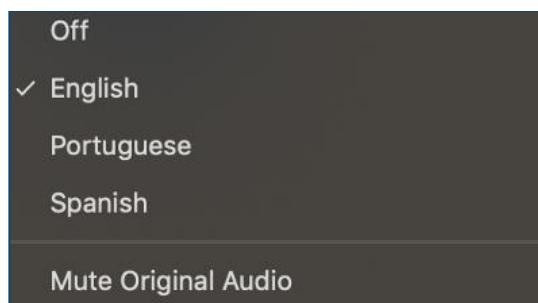 Off
✓ English
Portuguese
Spanish
Mute Original Audio